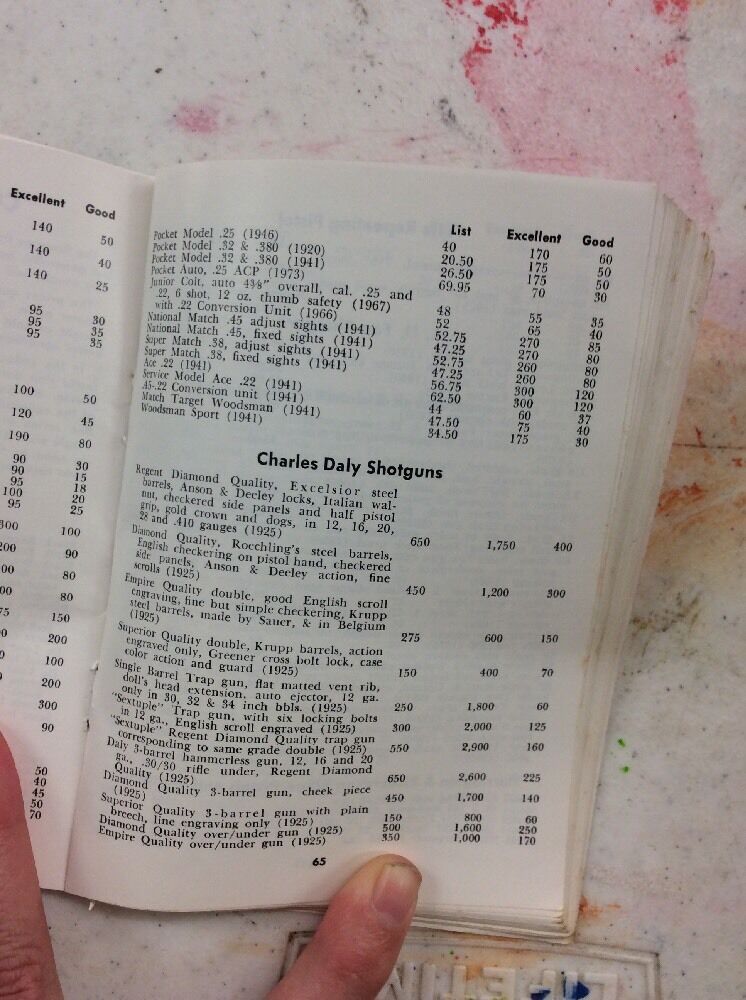 Excellent Good
140 50
140 40
140 25
95 30
95 35
95 35
100 50
120 45
190 80
90 30
90 15
95 18
100 20
95 25
300 100
200 90
00 80
00 80
75 150
0 200
0 100
200
300
90
50
40
45
50
70
List Excellent Good
Pocket Model .25 (1946) 40 170 60
Pocket Model .32 & .380 (1920) 20.50 175 50
Pocket Model .32 & .380 (1941) 26.50 175 50
Pocket Auto, .25 ACP (1973) 69.95 70 30
Junior Colt, auto 4⅜" overall, cal. .25 and
.22, 6 shot, 12 oz. thumb safety (1967) 48 55 35
with .22 Conversion Unit (1966) 52 65 40
National Match .45 adjust sights (1941) 52.75 270 85
National Match .45, fixed sights (1941) 47.25 270 80
Super Match .38, adjust sights (1941) 52.75 260 80
Super Match .38, fixed sights (1941) 47.25 260 80
Ace .22 (1941) 56.75 300 120
Service Model Ace .22 (1941) 62.50 300 120
A5-.22 Conversion unit (1941) 44 60 37
Match Target Woodsman (1941) 47.50 75 40
Woodsman Sport (1941) 34.50 175 30
Charles Daly Shotguns
Regent Diamond Quality, Excelsior steel
barrels, Anson & Deeley locks, Italian wal-
nut, checkered side panels and half pistol
grip, gold crown and dogs, in 12, 16, 20,
28 and .410 gauges (1925) 650 1,750 400
Diamond Quality, Roechling's steel barrels,
English checkering on pistol hand, checkered
side panels, Anson & Deeley action, fine
scrolls (1925) 450 1,200 300
Empire Quality double, good English scroll
engraving, fine but simple checkering, Krupp
steel barrels, made by Sauer, & in Belgium
(1925) 275 600 150
Superior Quality double, Krupp barrels, action
engraved only, Greener cross bolt lock, case
color action and guard (1925) 150 400 70
Single Barrel Trap gun, flat matted vent rib,
doll's head extension, auto ejector, 12 ga.
only in 30, 32 & 34 inch bbls. (1925) 250 1,800 60
"Sextuple" Trap gun, with six locking bolts
in 12 ga., English scroll engraved (1925) 300 2,000 125
"Sextuple" Regent Diamond Quality trap gun
corresponding to same grade double (1925) 550 2,900 160
Daly 3-barrel hammerless gun, 12, 16 and 20
ga., .30/30 rifle under, Regent Diamond
Quality (1925) 650 2,600 225
Diamond Quality 3-barrel gun, cheek piece
(1925) 450 1,700 140
Superior Quality 3-barrel gun with plain
breech, line engraving only (1925) 150 800 60
Diamond Quality over/under gun (1925) 500 1,600 250
Empire Quality over/under gun (1925) 350 1,000 170
65